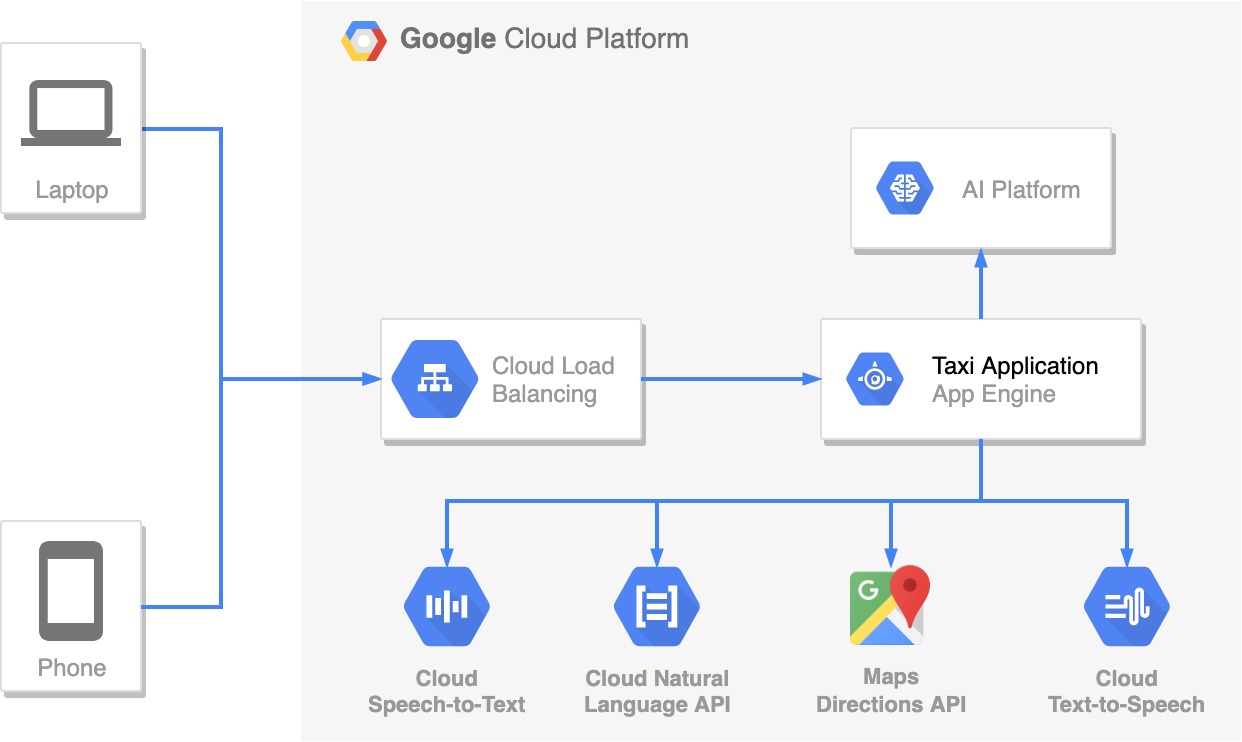 Google Cloud Platform
Laptop
AI Platform
Cloud Load
Balancing
Taxi Application
App Engine
Phone
G
Cloud
Speech-to-Text
Cloud Natural
Language API
Maps
Directions API
Cloud
Text-to-Speech